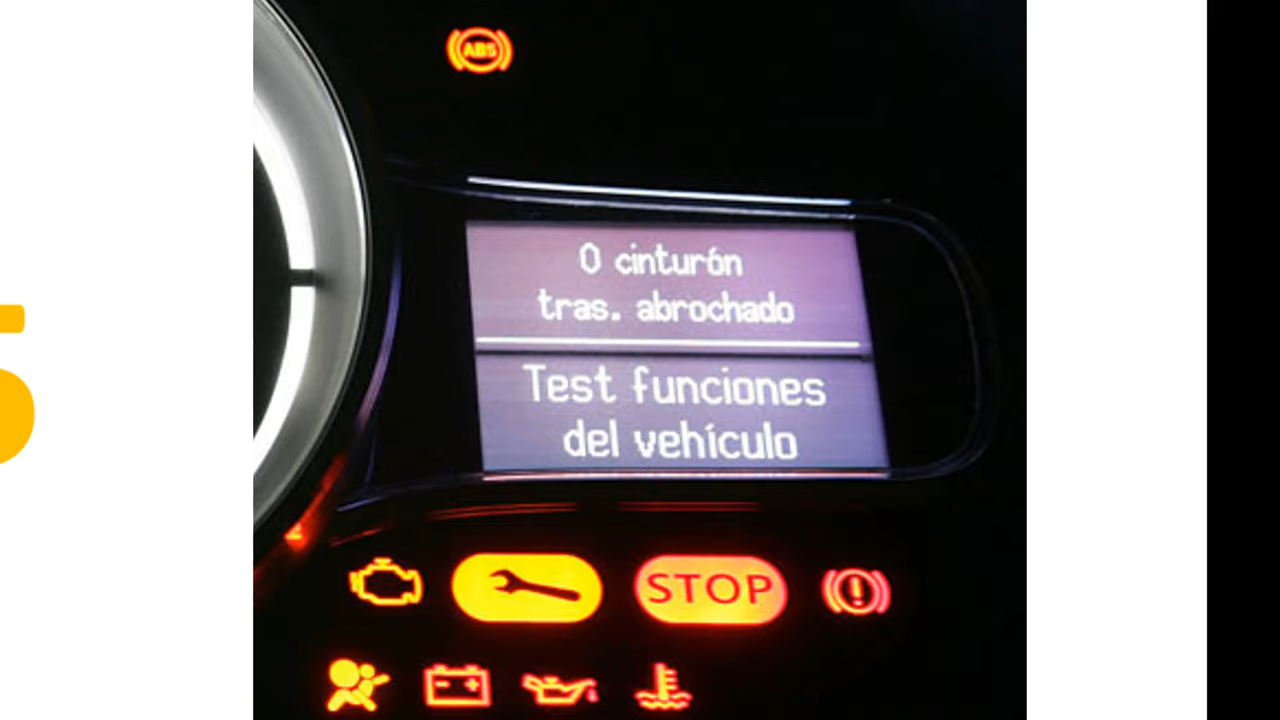 ABS
0 cinturón
tras. abrochado
Test funciones
del vehículo
STOP